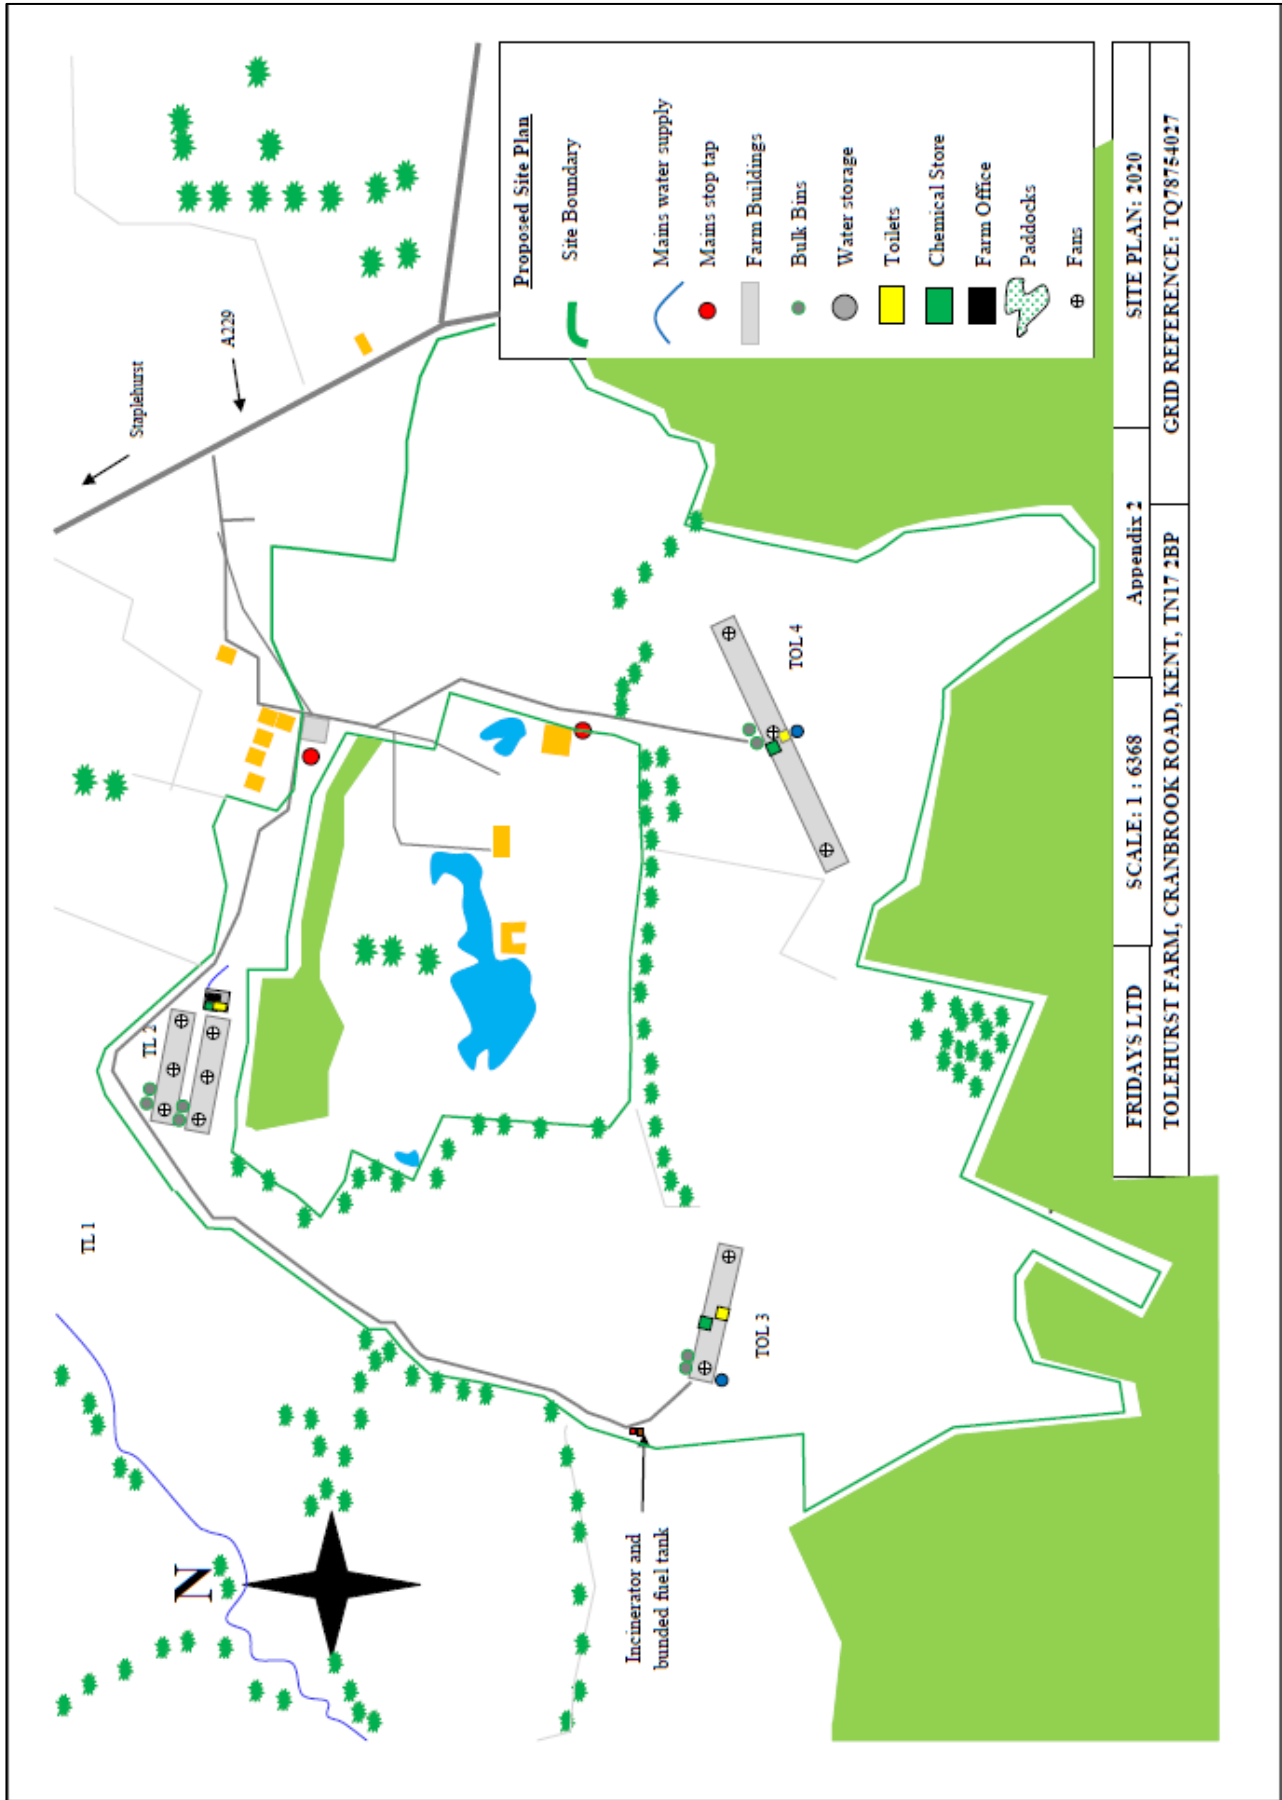 Staplehurst
A229
TL 1
TL 2
TOL 3
TOL 4
N
Incinerator and
bunded fuel tank
Proposed Site Plan
Site Boundary
Mains water supply
Mains stop tap
Farm Buildings
Bulk Bins
Water storage
Toilets
Chemical Store
Farm Office
Paddocks
Fans
FRIDAYS LTD
SCALE: 1 : 6368
Appendix 2
SITE PLAN: 2020
TOLEHURST FARM, CRANBROOK ROAD, KENT, TN17 2BP
GRID REFERENCE: TQ78754027